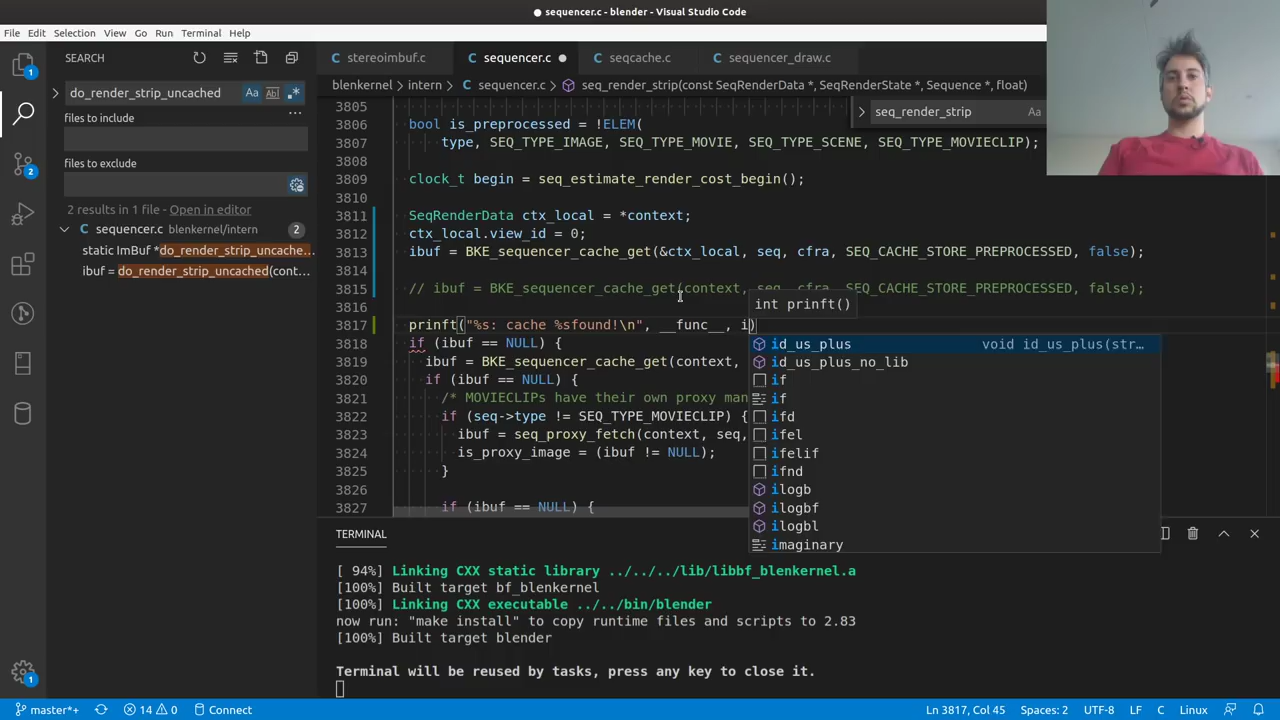 ● sequencer.c - blender - Visual Studio Code
File Edit Selection View Go Run Terminal Help
SEARCH
stereoimbuf.c
sequencer.c ●
seqcache.c
sequencer_draw.c
do_render_strip_uncached
Aa Abl .*
blenkernel > intern > sequencer.c > seq_render_strip(const SeqRenderData *, SeqRenderState *, Sequence *, float)
files to include
files to exclude
2 results in 1 file - Open in editor
sequencer.c blenkernel/intern 2
static ImBuf *do_render_strip_uncache...
ibuf = do_render_strip_uncached(cont...
seq_render_strip Aa
3805
3806 bool is_preprocessed = !ELEM(
3807 type, SEQ_TYPE_IMAGE, SEQ_TYPE_MOVIE, SEQ_TYPE_SCENE, SEQ_TYPE_MOVIECLIP);
3808
3809 clock_t begin = seq_estimate_render_cost_begin();
3810
3811 SeqRenderData ctx_local = *context;
3812 ctx_local.view_id = 0;
3813 ibuf = BKE_sequencer_cache_get(&ctx_local, seq, cfra, SEQ_CACHE_STORE_PREPROCESSED, false);
3814
3815 // ibuf = BKE_sequencer_cache_get(context, seq, cfra, SEQ_CACHE_STORE_PREPROCESSED, false);
3816
int prinft()
3817 prinft("%s: cache %sfound!\n", __func__, i)
3818 if (ibuf == NULL) {
3819 ibuf = BKE_sequencer_cache_get(context,
3820 if (ibuf == NULL) {
3821 /* MOVIECLIPs have their own proxy man
3822 if (seq->type != SEQ_TYPE_MOVIECLIP) {
3823 ibuf = seq_proxy_fetch(context, seq,
3824 is_proxy_image = (ibuf != NULL);
3825 }
3826
3827 if (ibuf == NULL) {
id_us_plus void id_us_plus(str...
id_us_plus_no_lib
if
if
ifd
ifel
ifelif
ifnd
ilogb
ilogbf
ilogbl
imaginary
TERMINAL
[ 94%] Linking CXX static library ../../../lib/libbf_blenkernel.a
[100%] Built target bf_blenkernel
[100%] Linking CXX executable ../../bin/blender
now run: "make install" to copy runtime files and scripts to 2.83
[100%] Built target blender
Terminal will be reused by tasks, press any key to close it.
1
2
1
master*+ 14 0 Connect
Ln 3817, Col 45 Spaces: 2 UTF-8 LF C Linux